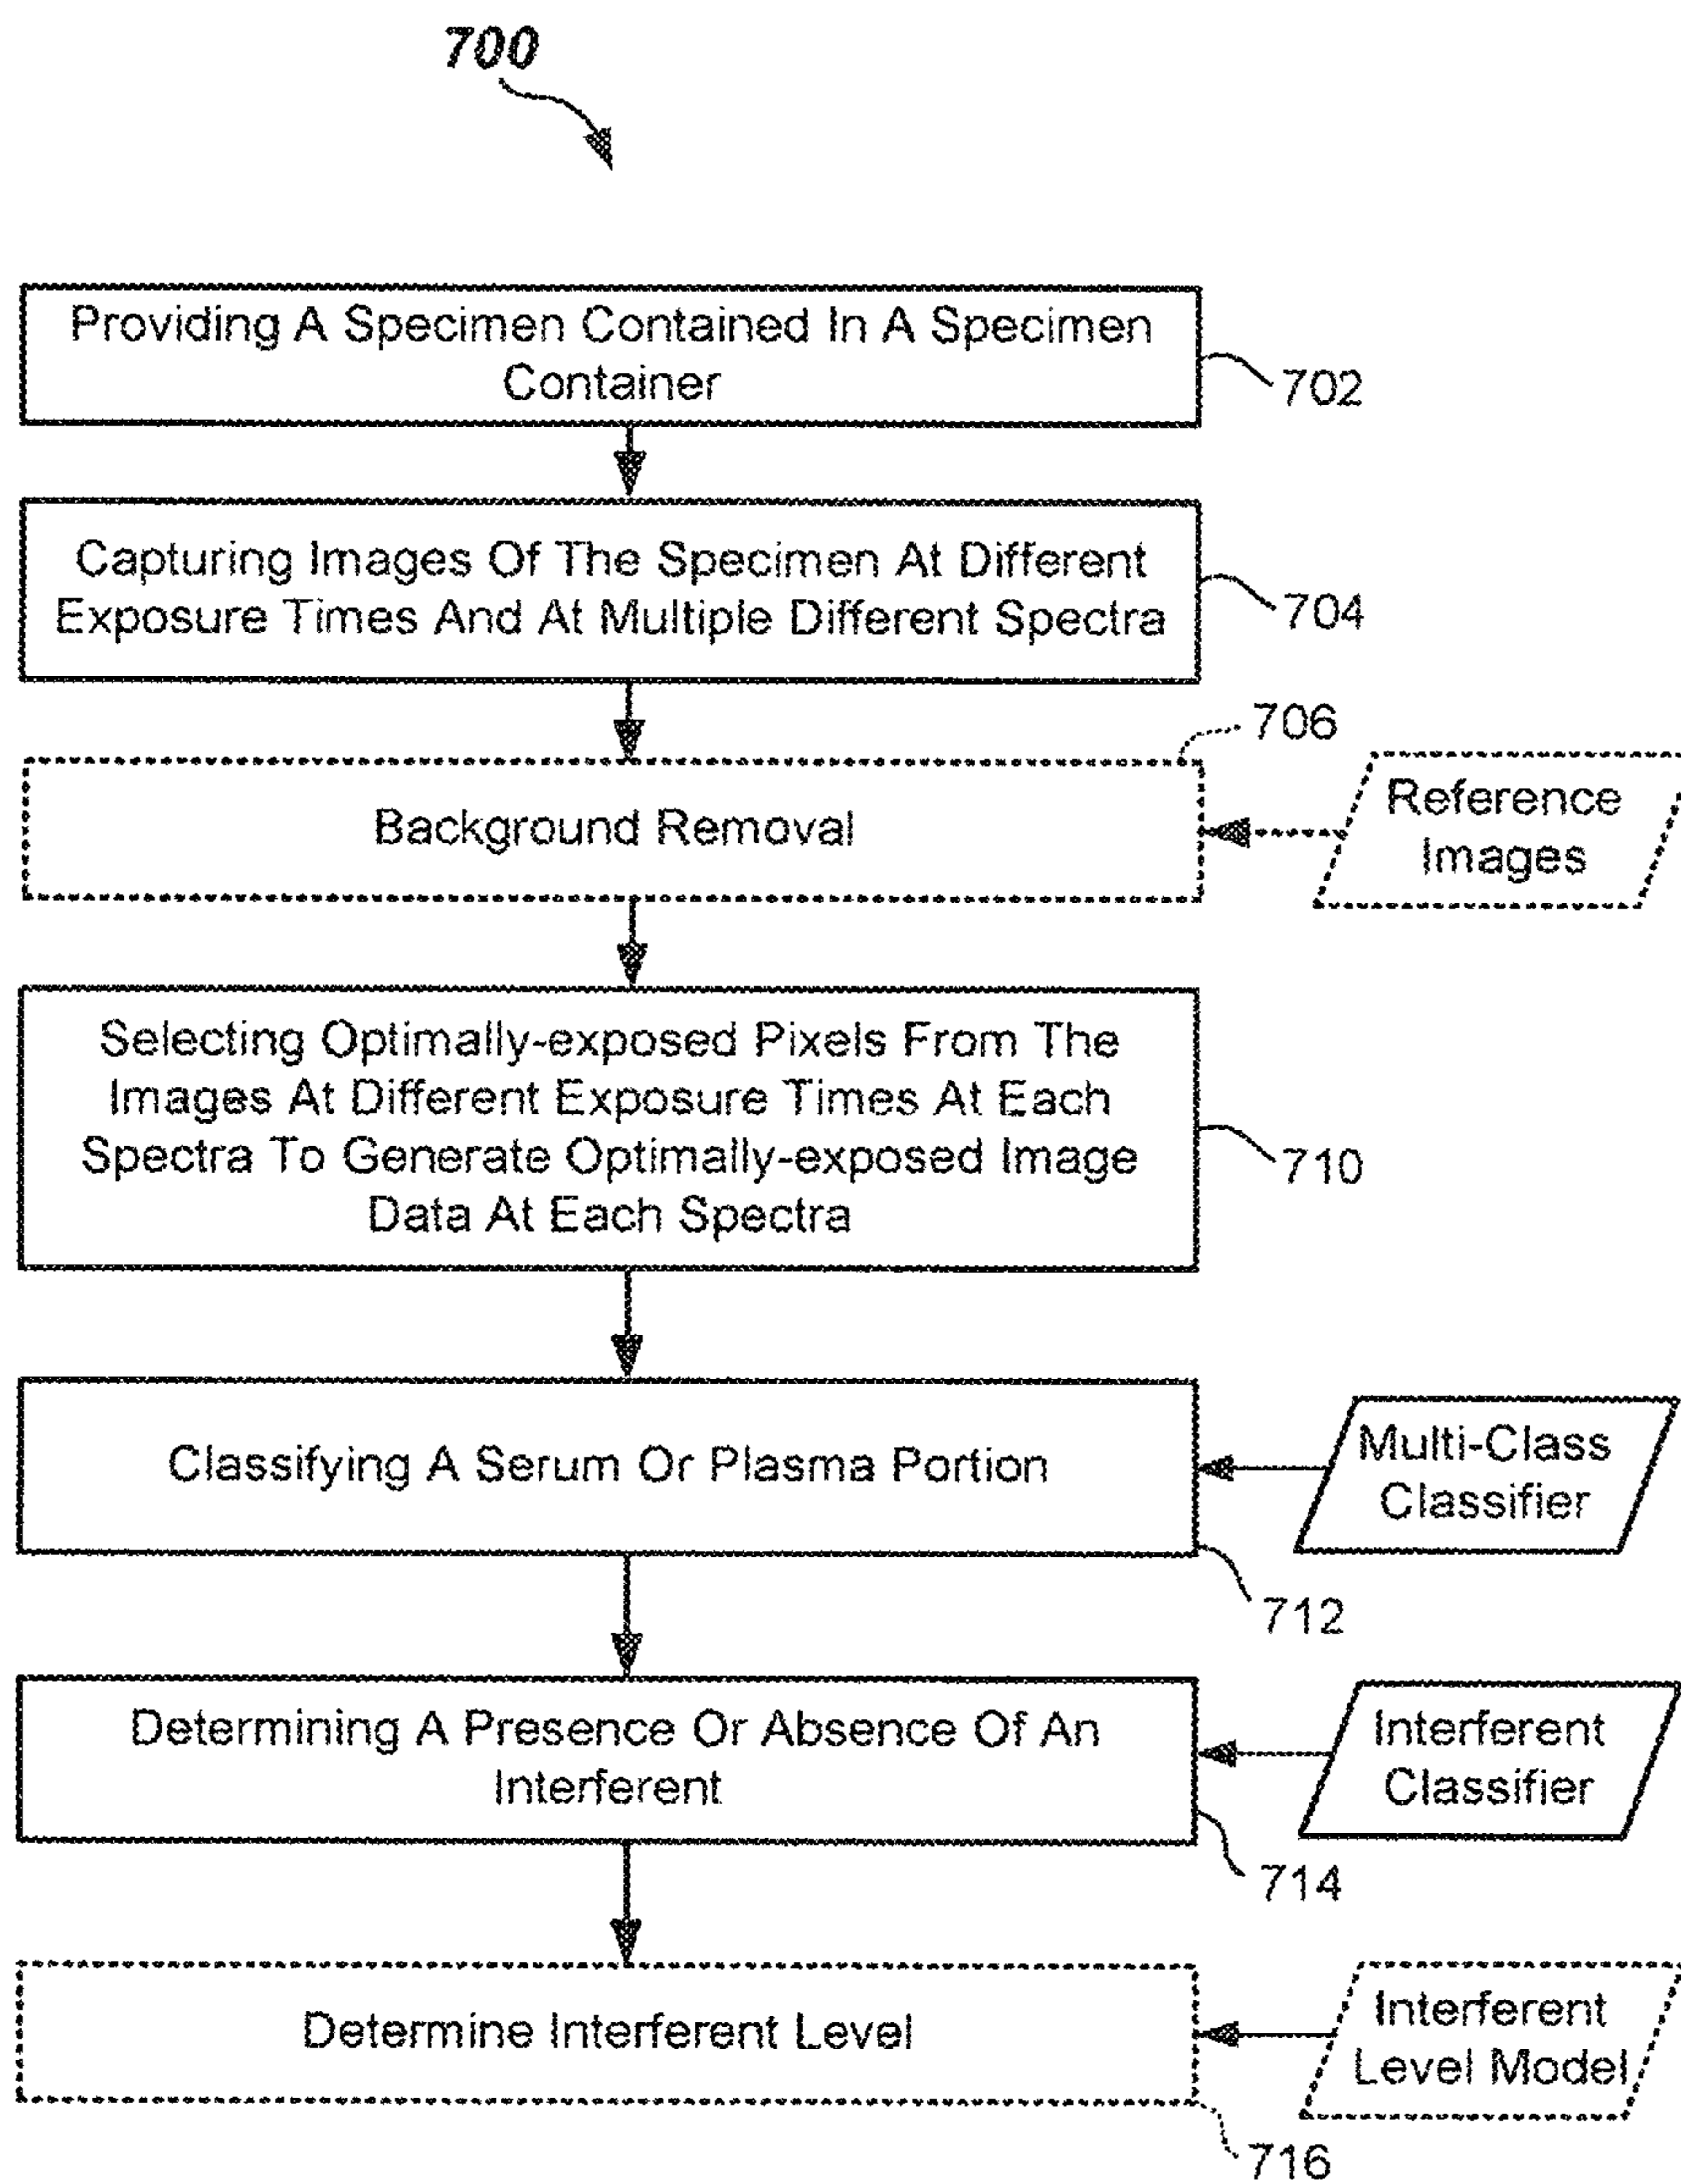 700
Providing A Specimen Contained In A Specimen
Container
702
Capturing Images Of The Specimen At Different
Exposure Times And At Multiple Different Spectra
704
706
Background Removal
Reference
Images
Selecting Optimally-exposed Pixels From The
Images At Different Exposure Times At Each
Spectra To Generate Optimally-exposed Image
Data At Each Spectra
710
Classifying A Serum Or Plasma Portion
Multi-Class
Classifier
712
Determining A Presence Or Absence Of An
Interferent
Interferent
Classifier
714
Determine Interferent Level
Interferent
Level Model
716